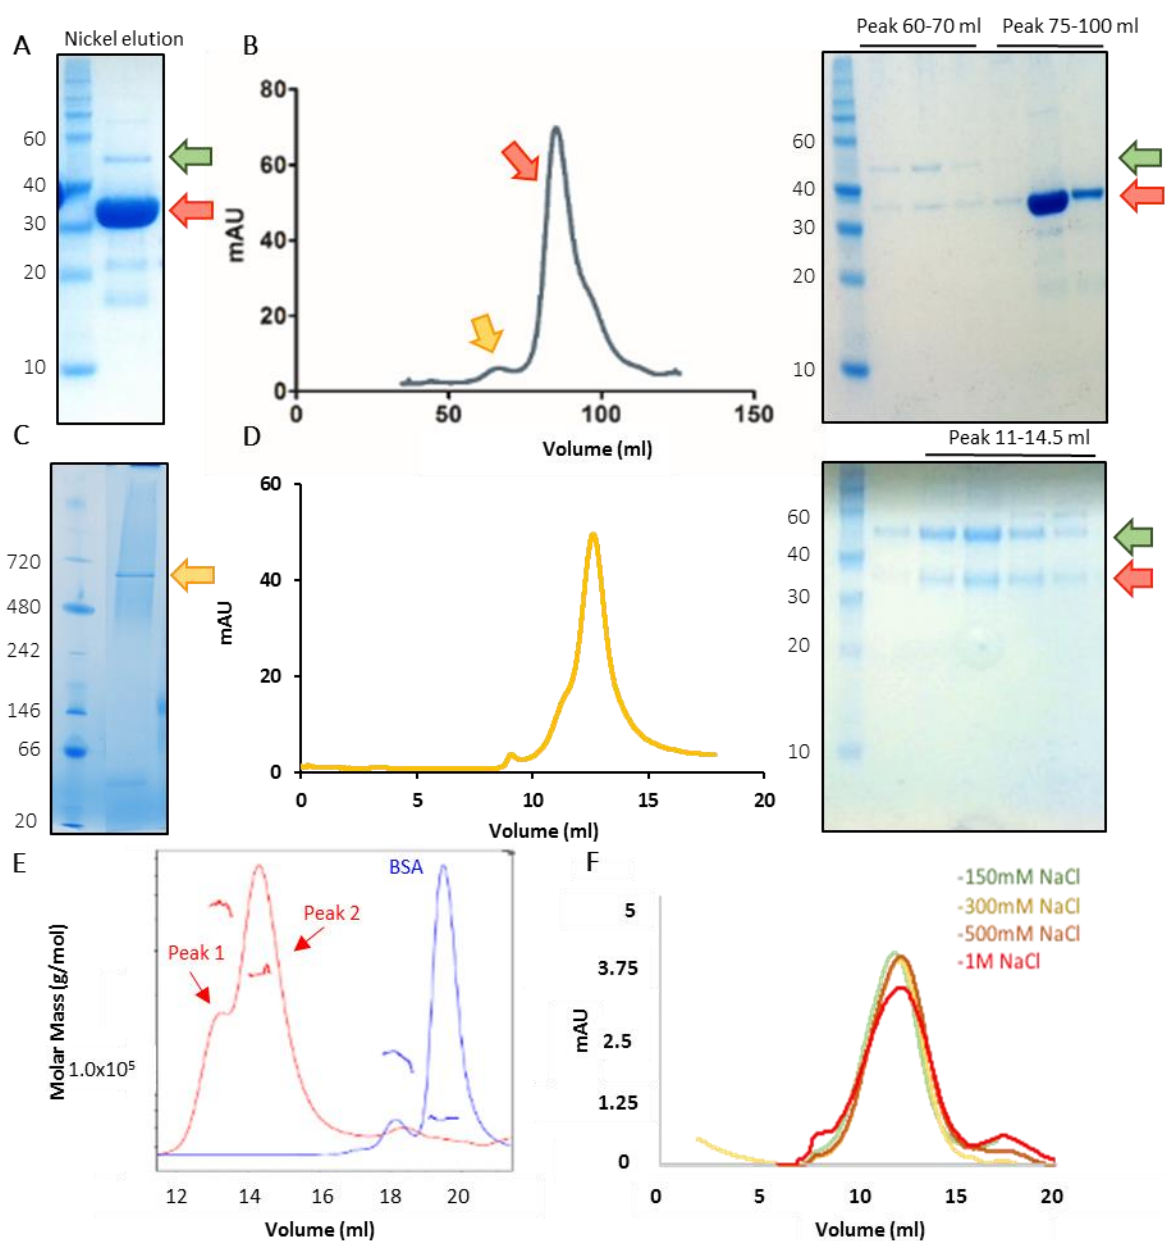 A
Nickel elution
60
40
30
20
10
B
80
60
40
20
0
mAU
0
50
100
150
Volume (ml)
Peak 60-70 ml
Peak 75-100 ml
60
40
30
20
10
C
720
480
242
146
66
20
D
60
40
20
0
mAU
0
5
10
15
20
Volume (ml)
Peak 11-14.5 ml
60
40
30
20
10
E
BSA
Peak 1
Peak 2
Molar Mass (g/mol)
1.0x10⁵
12
14
16
18
20
Volume (ml)
F
-150mM NaCl
-300mM NaCl
-500mM NaCl
-1M NaCl
5
3.75
2.5
1.25
0
mAU
0
5
10
15
20
Volume (ml)